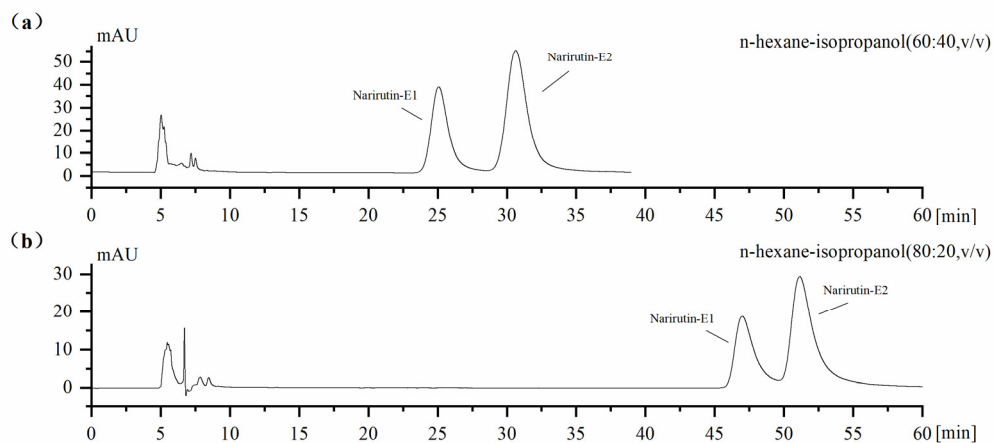 (a)
mAU
n-hexane-isopropanol(60:40,v/v)
50
40
30
20
10
0
Narirutin-E1
Narirutin-E2
0 5 10 15 20 25 30 35 40 45 50 55 60 [min]
(b)
mAU
n-hexane-isopropanol(80:20,v/v)
30
20
10
0
Narirutin-E1
Narirutin-E2
0 5 10 15 20 25 30 35 40 45 50 55 60 [min]